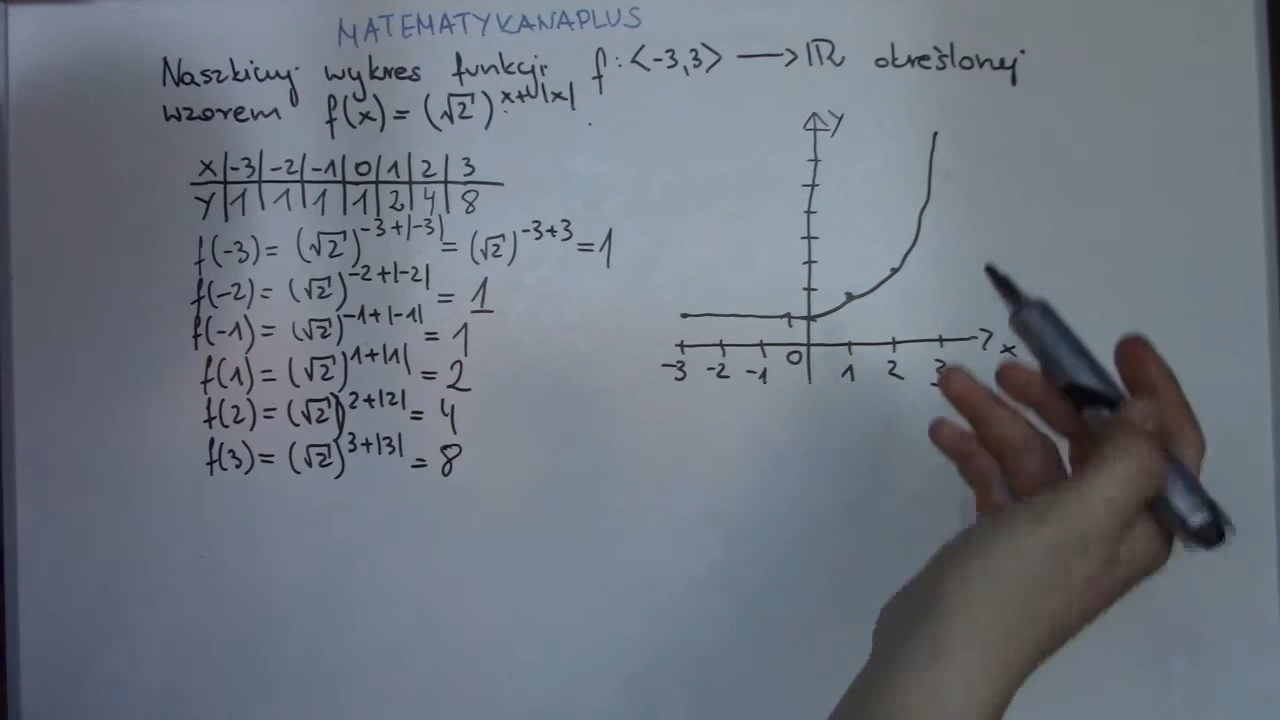 MATEMATYKANAPLUS
Naszkicuj wykres funkcji f: <-3,3> → ℝ określonej
wzorem f(x) = (√2)^{x+|x|}.
x | -3 | -2 | -1 | 0 | 1 | 2 | 3
y | 1 | 1 | 1 | 1 | 2 | 4 | 8
f(-3) = (√2)^{-3+|-3|} = (√2)^{-3+3} = 1
f(-2) = (√2)^{-2+|-2|} = 1
f(-1) = (√2)^{-1+|-1|} = 1
f(1) = (√2)^{1+|1|} = 2
f(2) = (√2)^{2+|2|} = 4
f(3) = (√2)^{3+|3|} = 8
y
1
x
-3 -2 -1 0 1 2 3